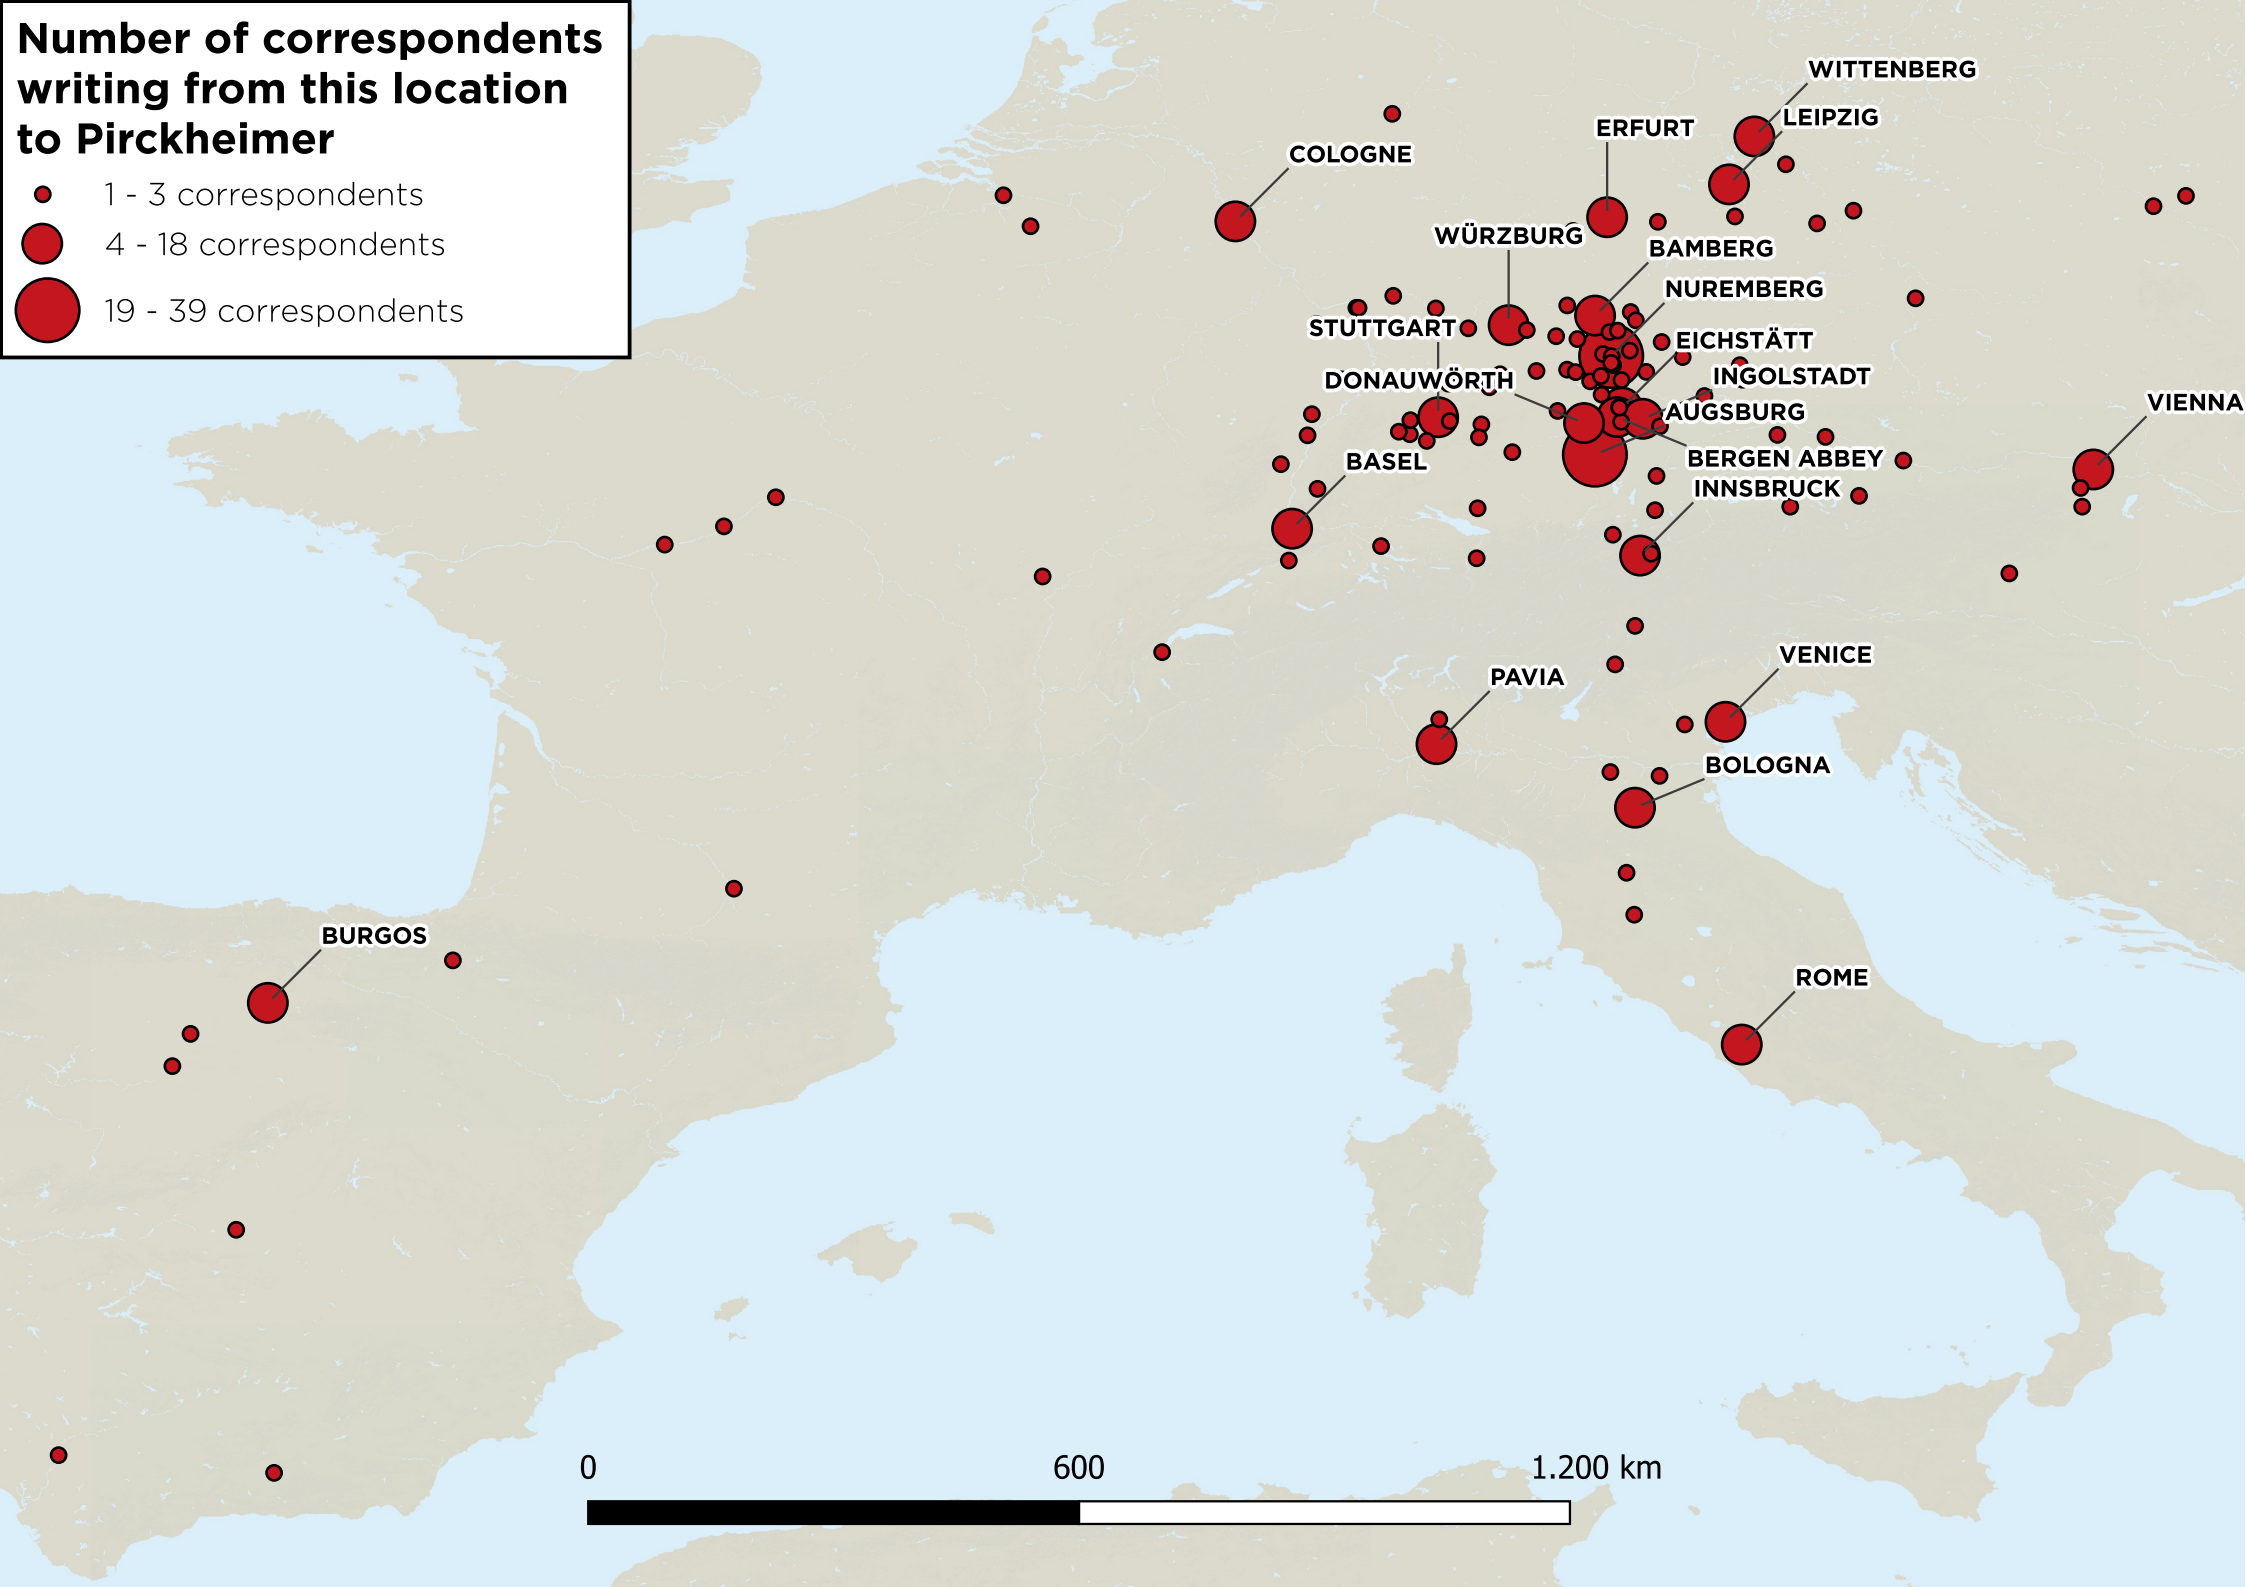 Number of correspondents
writing from this location
to Pirckheimer
1 - 3 correspondents
4 - 18 correspondents
19 - 39 correspondents
WITTENBERG
LEIPZIG
ERFURT
COLOGNE
WÜRZBURG
BAMBERG
NUREMBERG
STUTTGART
EICHSTÄTT
DONAUWÖRTH
INGOLSTADT
VIENNA
AUGSBURG
BASEL
BERGEN ABBEY
INNSBRUCK
VENICE
PAVIA
BOLOGNA
BURGOS
ROME
0 600 1.200 km